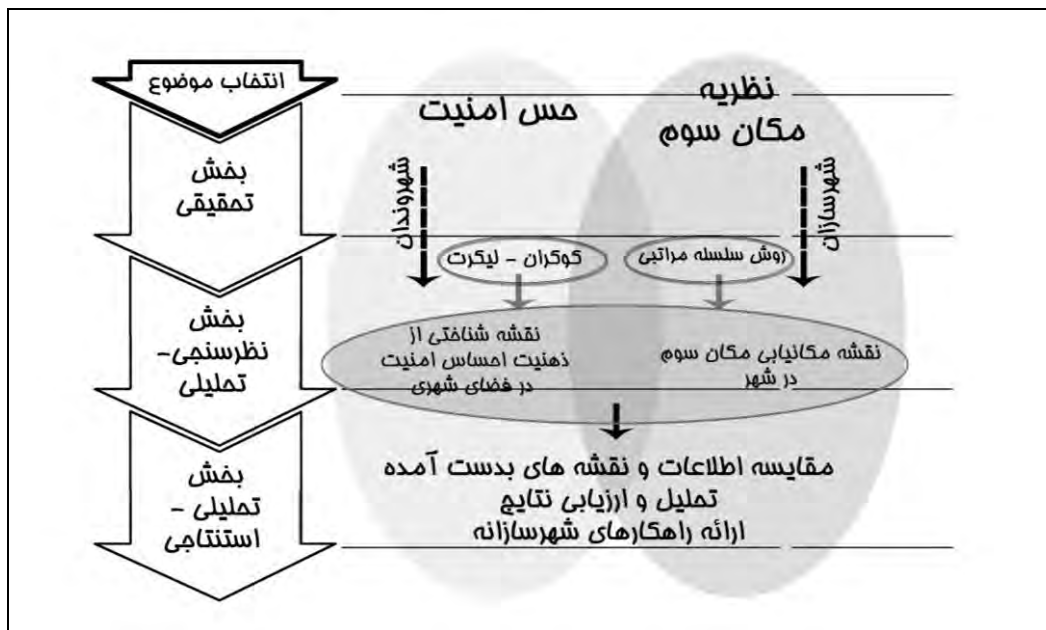 انتخاب موضوع
نظریه
مکان سوم
حس امنیت
بخش
تحقیقی
شهرسازان
شهروندان
روش سلسله مراتبی
کوکران - لیکرت
بخش
نظرسنجی-
تحلیلی
نقشه مکانیابی مکان سوم
در شهر
نقشه شناختی از
ذهنیت احساس امنیت
در فضای شهری
بخش
تحلیلی -
استنتاجی
مقایسه اطلاعات و نقشه های بدست آمده
تحلیل و ارزیابی نتایج
ارائه راهکارهای شهرسازانه